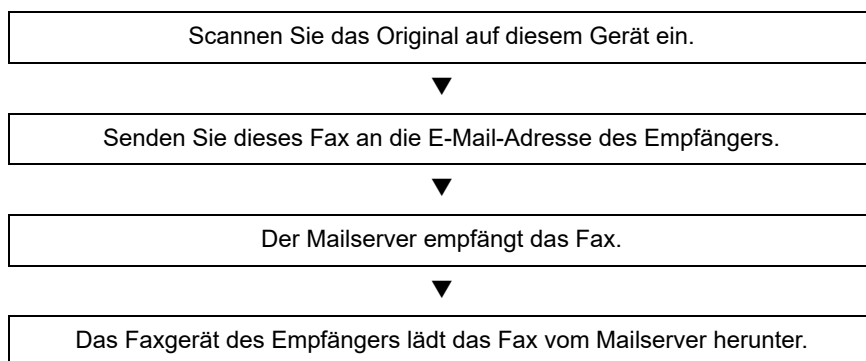 Scannen Sie das Original auf diesem Gerät ein.
Senden Sie dieses Fax an die E-Mail-Adresse des Empfängers.
Der Mailserver empfängt das Fax.
Das Faxgerät des Empfängers lädt das Fax vom Mailserver herunter.